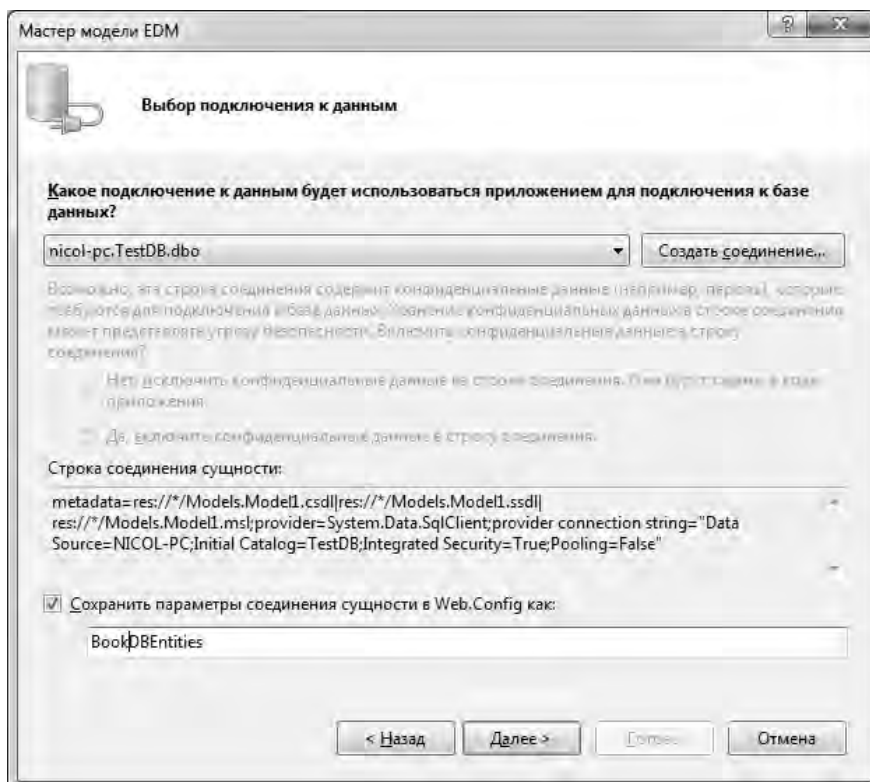 Мастер модели EDM
Выбор подключения к данным
Какое подключение к данным будет использоваться приложением для подключения к базе
данных?
nicol-pc.TestDB.dbo
Создать соединение...
Возможно, эта строка соединения содержит конфиденциальные данные (например, пароль), которые
требуются для подключения к базе данных. Хранение конфиденциальных данных в строке соединения
может представлять угрозу безопасности. Включить конфиденциальные данные в строку
соединения?
Нет, исключить конфиденциальные данные из строки соединения. Они будут заданы в коде
приложения.
Да, включить конфиденциальные данные в строку соединения.
Строка соединения сущности:
metadata=res://*/Models.Model1.csdl|res://*/Models.Model1.ssdl|
res://*/Models.Model1.msl;provider=System.Data.SqlClient;provider connection string="Data
Source=NICOL-PC;Initial Catalog=TestDB;Integrated Security=True;Pooling=False"
Сохранить параметры соединения сущности в Web.Config как:
BookDBEntities
< Назад
Далее >
Готово
Отмена